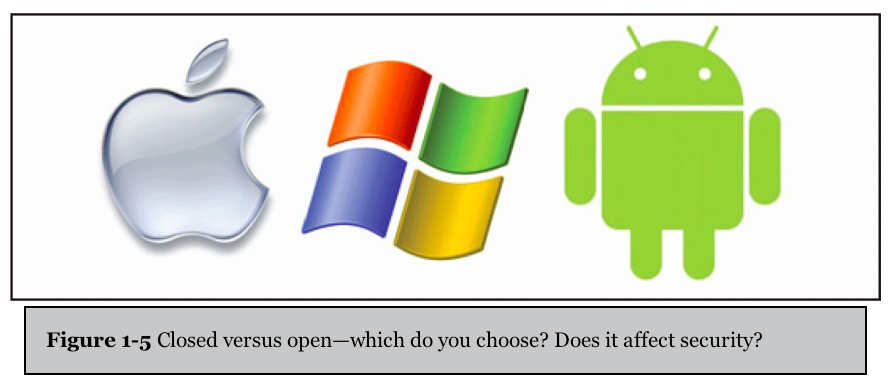 Figure 1-5 Closed versus open—which do you choose? Does it affect security?